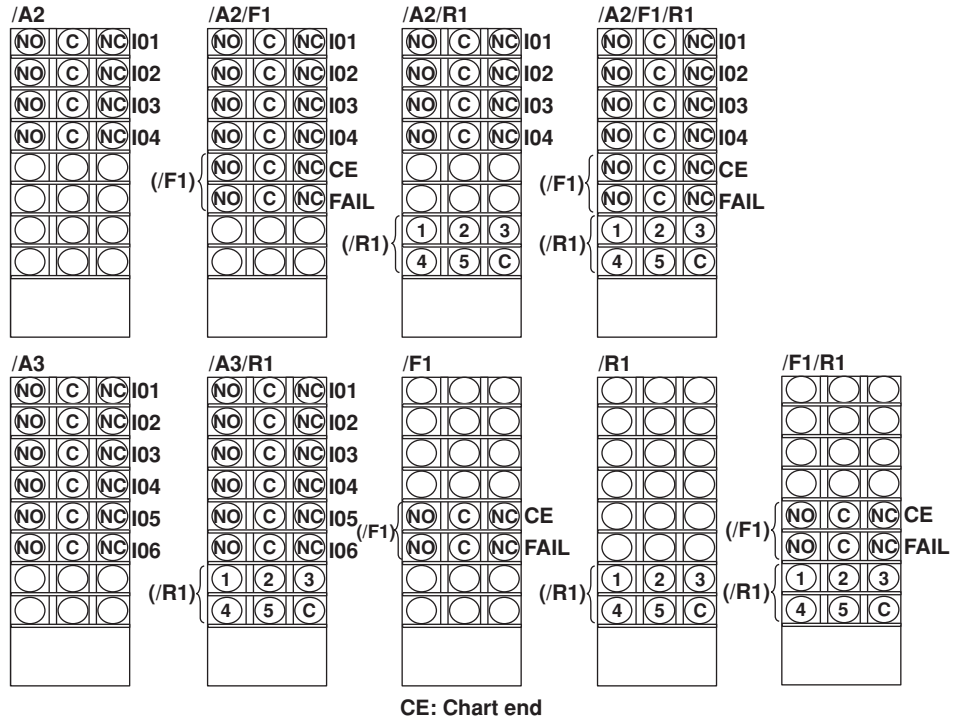 /A2 /A2/F1 /A2/R1 /A2/F1/R1
NO C NC I01 NO C NC I01 NO C NC I01 NO C NC I01
NO C NC I02 NO C NC I02 NO C NC I02 NO C NC I02
NO C NC I03 NO C NC I03 NO C NC I03 NO C NC I03
NO C NC I04 NO C NC I04 NO C NC I04 NO C NC I04
(/F1) NO C NC CE (/F1) NO C NC CE
NO C NC FAIL NO C NC FAIL
(/R1) 1 2 3 (/R1) 1 2 3
4 5 C 4 5 C
/A3 /A3/R1 /F1 /R1 /F1/R1
NO C NC I01 NO C NC I01
NO C NC I02 NO C NC I02
NO C NC I03 NO C NC I03
NO C NC I04 NO C NC I04
NO C NC I05 NO C NC I05 (/F1) NO C NC CE (/F1) NO C NC CE
NO C NC I06 NO C NC I06 NO C NC FAIL NO C NC FAIL
(/R1) 1 2 3 (/R1) 1 2 3 (/R1) 1 2 3
4 5 C 4 5 C 4 5 C
CE: Chart end